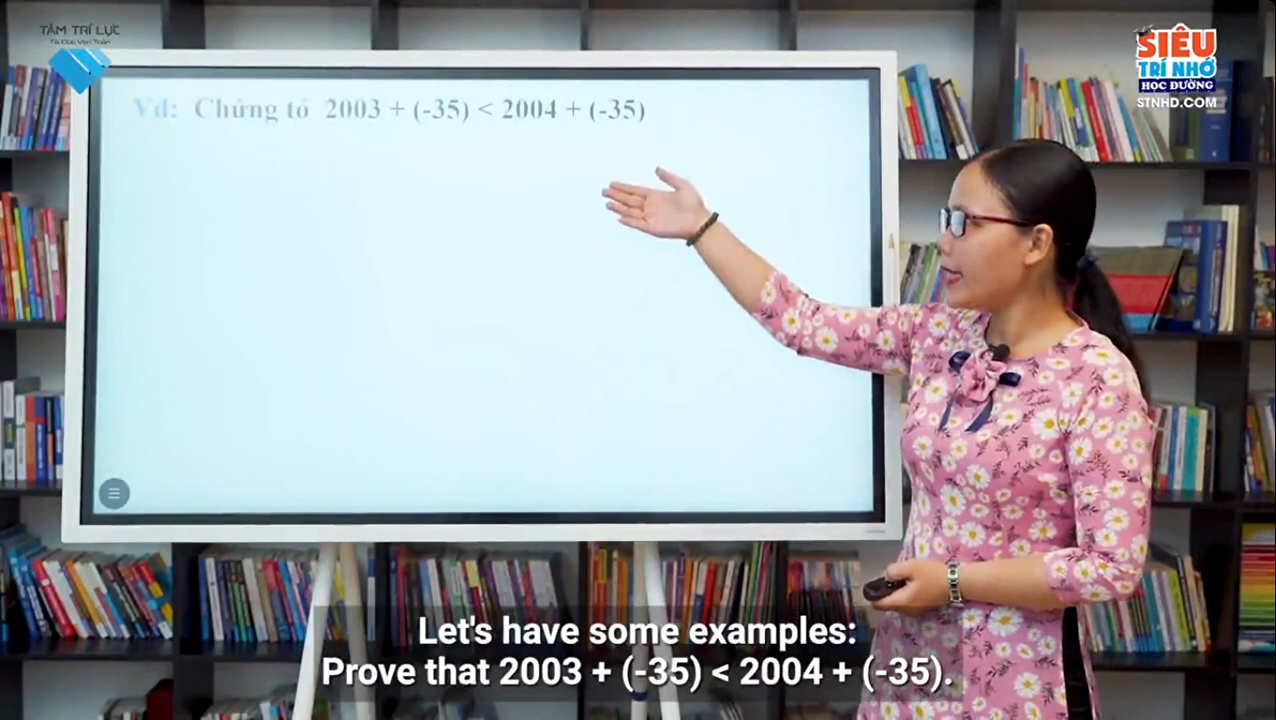 TÂM TRÍ LỰC
SIÊU
TRÍ NHỚ
HỌC ĐƯỜNG
STNHD.COM
Vd: Chứng tỏ 2003 + (-35) < 2004 + (-35)
Let's have some examples:
Prove that 2003 + (-35) < 2004 + (-35).